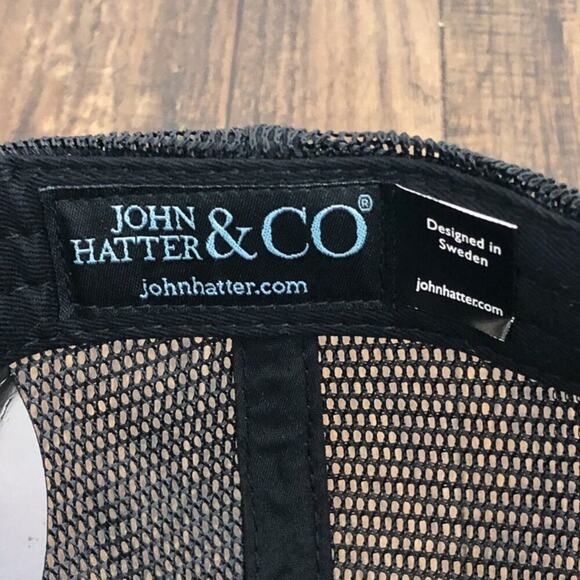 JOHN
HATTER & CO®
johnhatter.com
Designed in
Sweden
johnhatter.com